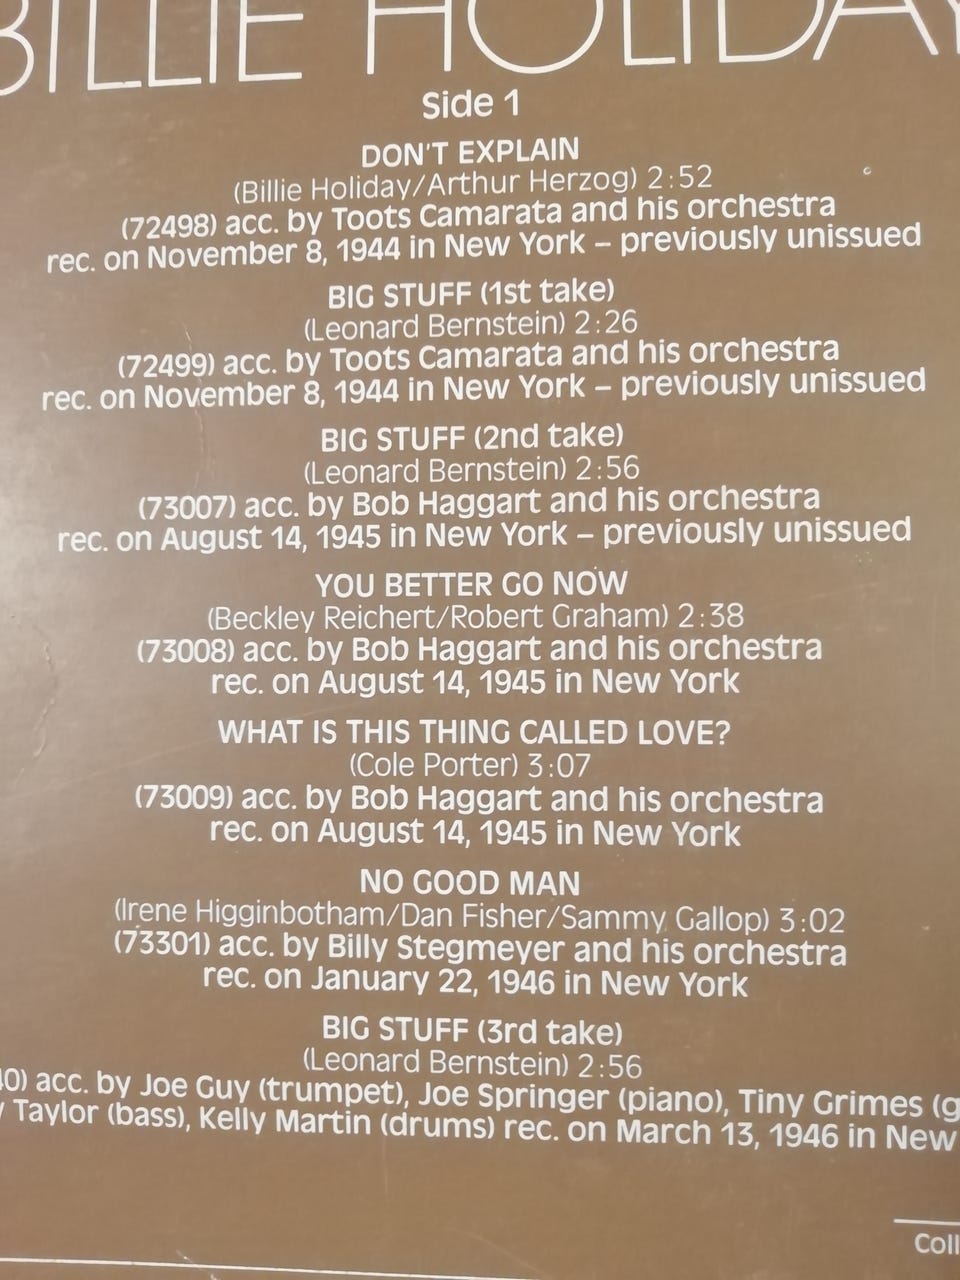 BILLIE HOLIDAY
Side 1
DON'T EXPLAIN
(Billie Holiday/Arthur Herzog) 2:52
(72498) acc. by Toots Camarata and his orchestra
rec. on November 8, 1944 in New York – previously unissued
BIG STUFF (1st take)
(Leonard Bernstein) 2:26
(72499) acc. by Toots Camarata and his orchestra
rec. on November 8, 1944 in New York – previously unissued
BIG STUFF (2nd take)
(Leonard Bernstein) 2:56
(73007) acc. by Bob Haggart and his orchestra
rec. on August 14, 1945 in New York – previously unissued
YOU BETTER GO NOW
(Beckley Reichert/Robert Graham) 2:38
(73008) acc. by Bob Haggart and his orchestra
rec. on August 14, 1945 in New York
WHAT IS THIS THING CALLED LOVE?
(Cole Porter) 3:07
(73009) acc. by Bob Haggart and his orchestra
rec. on August 14, 1945 in New York
NO GOOD MAN
(Irene Higginbotham/Dan Fisher/Sammy Gallop) 3:02
(73301) acc. by Billy Stegmeyer and his orchestra
rec. on January 22, 1946 in New York
BIG STUFF (3rd take)
(Leonard Bernstein) 2:56
40) acc. by Joe Guy (trumpet), Joe Springer (piano), Tiny Grimes (g
Taylor (bass), Kelly Martin (drums) rec. on March 13, 1946 in New
Coll